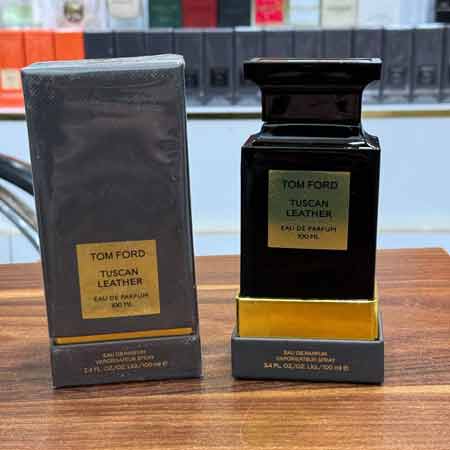 TOM FORD
TUSCAN
LEATHER
EAU DE PARFUM
100 ML
EAU DE PARFUM
VAPORISATEUR SPRAY
3.4 FL. OZ./OZ. LIQ./100 ml ℮
TOM FORD
TUSCAN
LEATHER
EAU DE PARFUM
100 ML
EAU DE PARFUM
VAPORISATEUR SPRAY
3.4 FL. OZ./OZ. LIQ./100 ml ℮